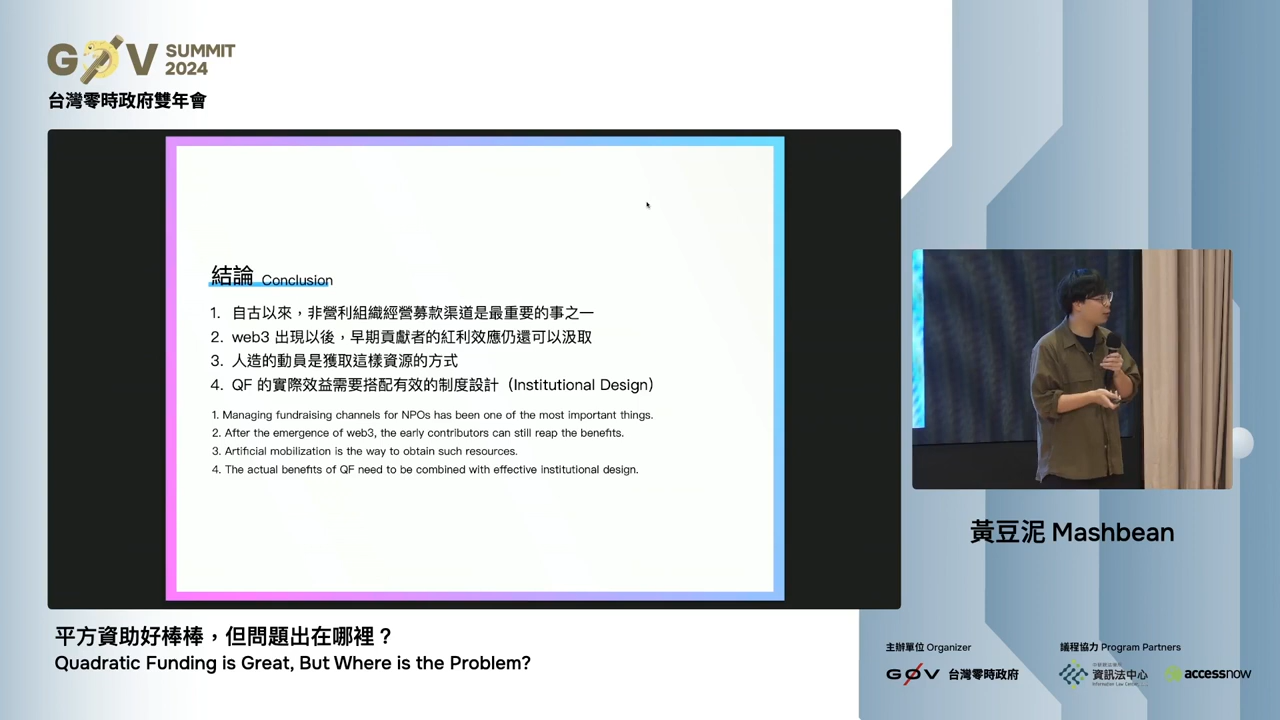 G0V SUMMIT 2024
台灣零時政府雙年會
結論 Conclusion
1. 自古以來，非營利組織經營募款渠道是最重要的事之一
2. web3 出現以後，早期貢獻者的紅利效應仍還可以汲取
3. 人造的動員是獲取這樣資源的方式
4. QF 的實際效益需要搭配有效的制度設計（Institutional Design）
1. Managing fundraising channels for NPOs has been one of the most important things.
2. After the emergence of web3, the early contributors can still reap the benefits.
3. Artificial mobilization is the way to obtain such resources.
4. The actual benefits of QF need to be combined with effective institutional design.
黃豆泥 Mashbean
平方資助好棒棒，但問題出在哪裡？
Quadratic Funding is Great, But Where is the Problem?
主辦單位 Organizer
G0V 台灣零時政府
議程協力 Program Partners
資訊法中心
Information Law Center
accessnow